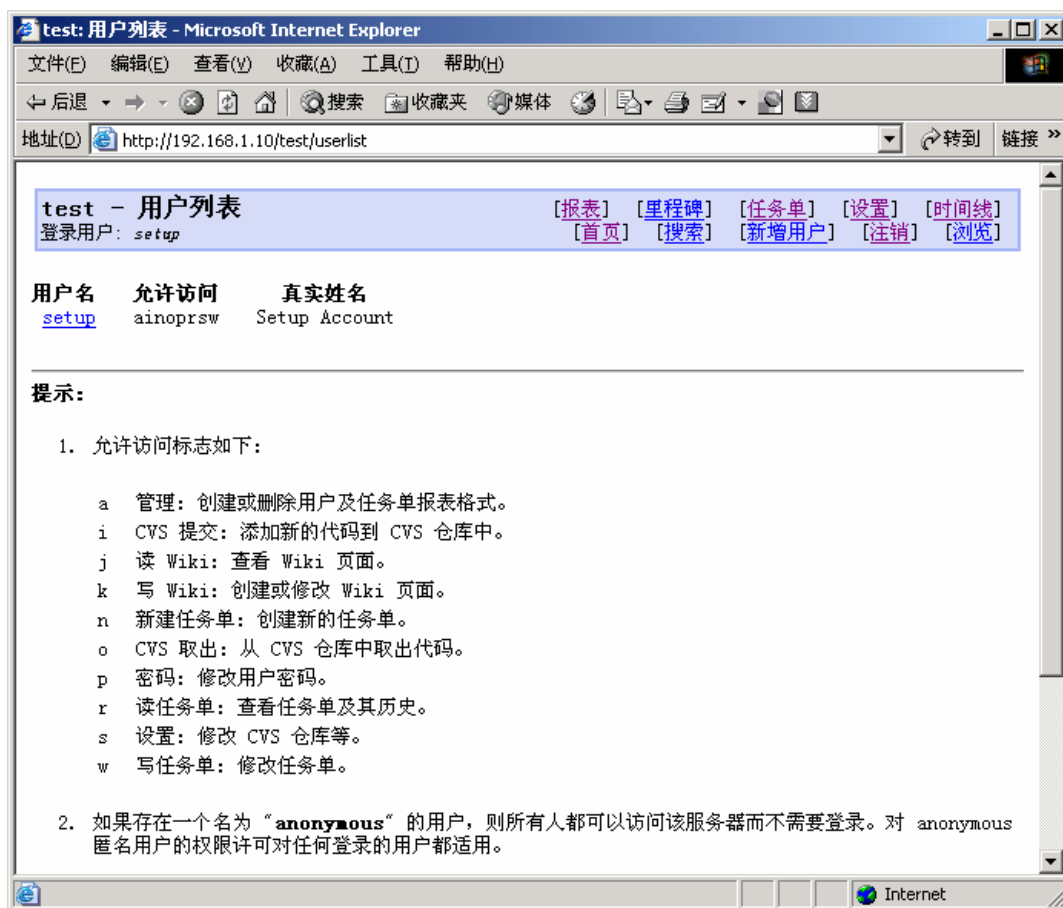 test: 用户列表 - Microsoft Internet Explorer
文件(F) 编辑(E) 查看(V) 收藏(A) 工具(T) 帮助(H)
后退 搜索 收藏夹 媒体
地址(D) http://192.168.1.10/test/userlist 转到 链接 »
test - 用户列表 [报表] [里程碑] [任务单] [设置] [时间线]
登录用户: setup [首页] [搜索] [新增用户] [注销] [浏览]
用户名 允许访问 真实姓名
setup ainoprsw Setup Account
提示:
1. 允许访问标志如下:
a 管理: 创建或删除用户及任务单报表格式。
i CVS 提交: 添加新的代码到 CVS 仓库中。
j 读 Wiki: 查看 Wiki 页面。
k 写 Wiki: 创建或修改 Wiki 页面。
n 新建任务单: 创建新的任务单。
o CVS 取出: 从 CVS 仓库中取出代码。
p 密码: 修改用户密码。
r 读任务单: 查看任务单及其历史。
s 设置: 修改 CVS 仓库等。
w 写任务单: 修改任务单。
2. 如果存在一个名为 "anonymous" 的用户，则所有人都可以访问该服务器而不需要登录。对 anonymous
匿名用户的权限许可对任何登录的用户都适用。
Internet